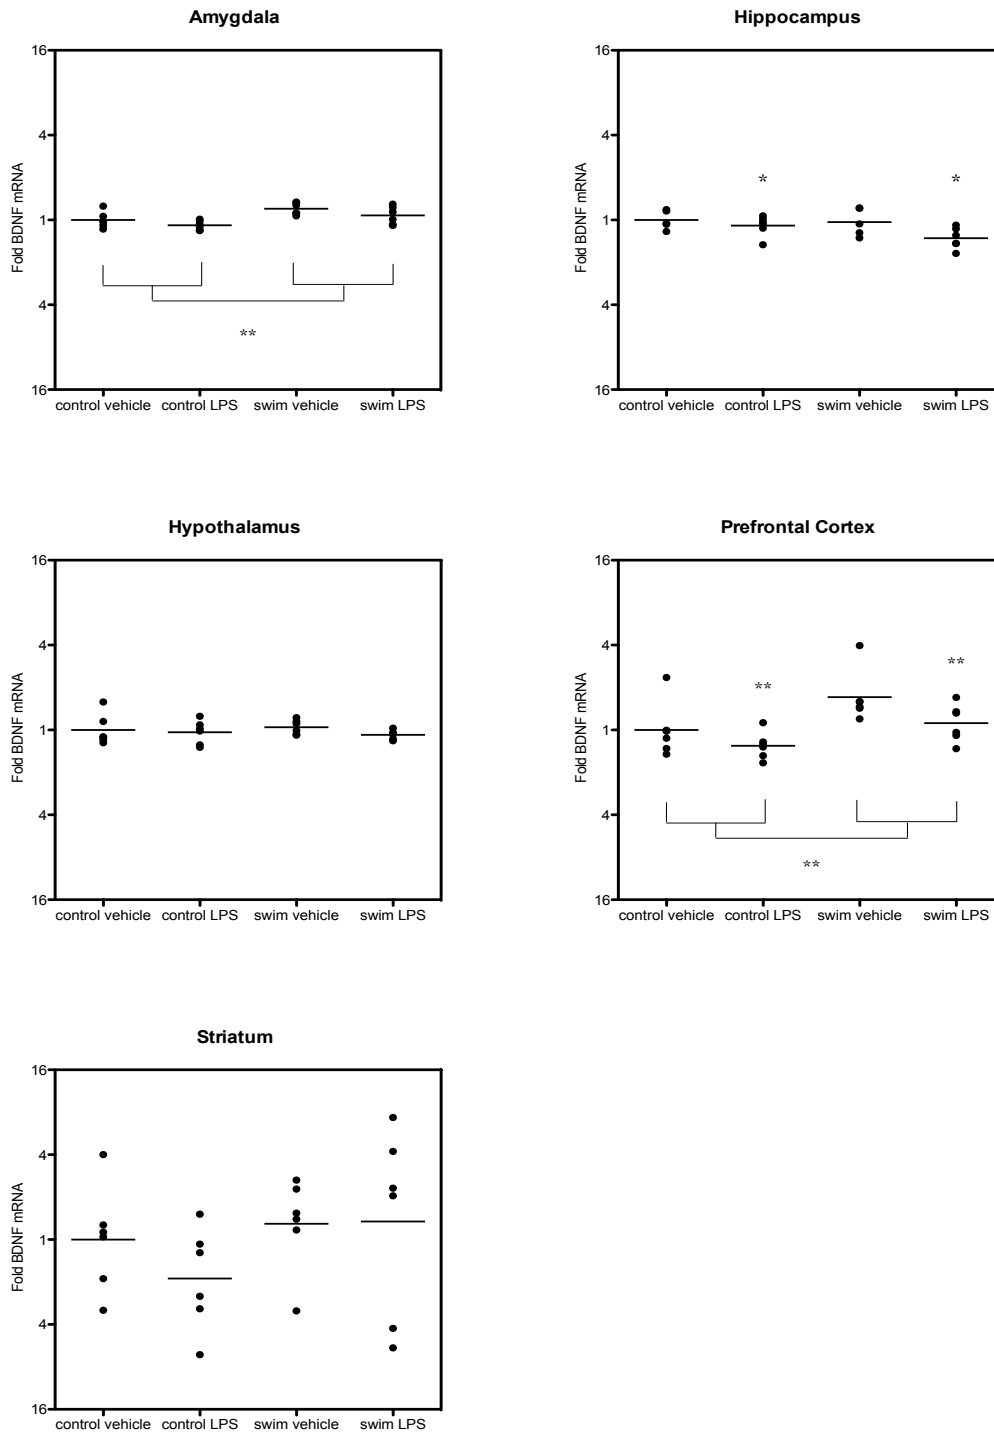 Amygdala
16
4
1
4
16
Fold BDNF mRNA
**
control vehicle control LPS swim vehicle swim LPS
Hippocampus
16
4
1
4
16
Fold BDNF mRNA
* *
control vehicle control LPS swim vehicle swim LPS
Hypothalamus
16
4
1
4
16
Fold BDNF mRNA
control vehicle control LPS swim vehicle swim LPS
Prefrontal Cortex
16
4
1
4
16
Fold BDNF mRNA
**
**
**
control vehicle control LPS swim vehicle swim LPS
Striatum
16
4
1
4
16
Fold BDNF mRNA
control vehicle control LPS swim vehicle swim LPS